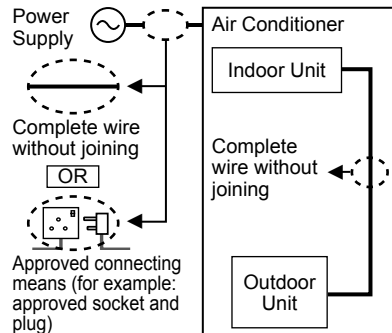 Power
Supply
Air Conditioner
Indoor Unit
Complete wire
without joining
OR
Complete
wire without
joining
Approved connecting
means (for example:
approved socket and
plug)
Outdoor
Unit